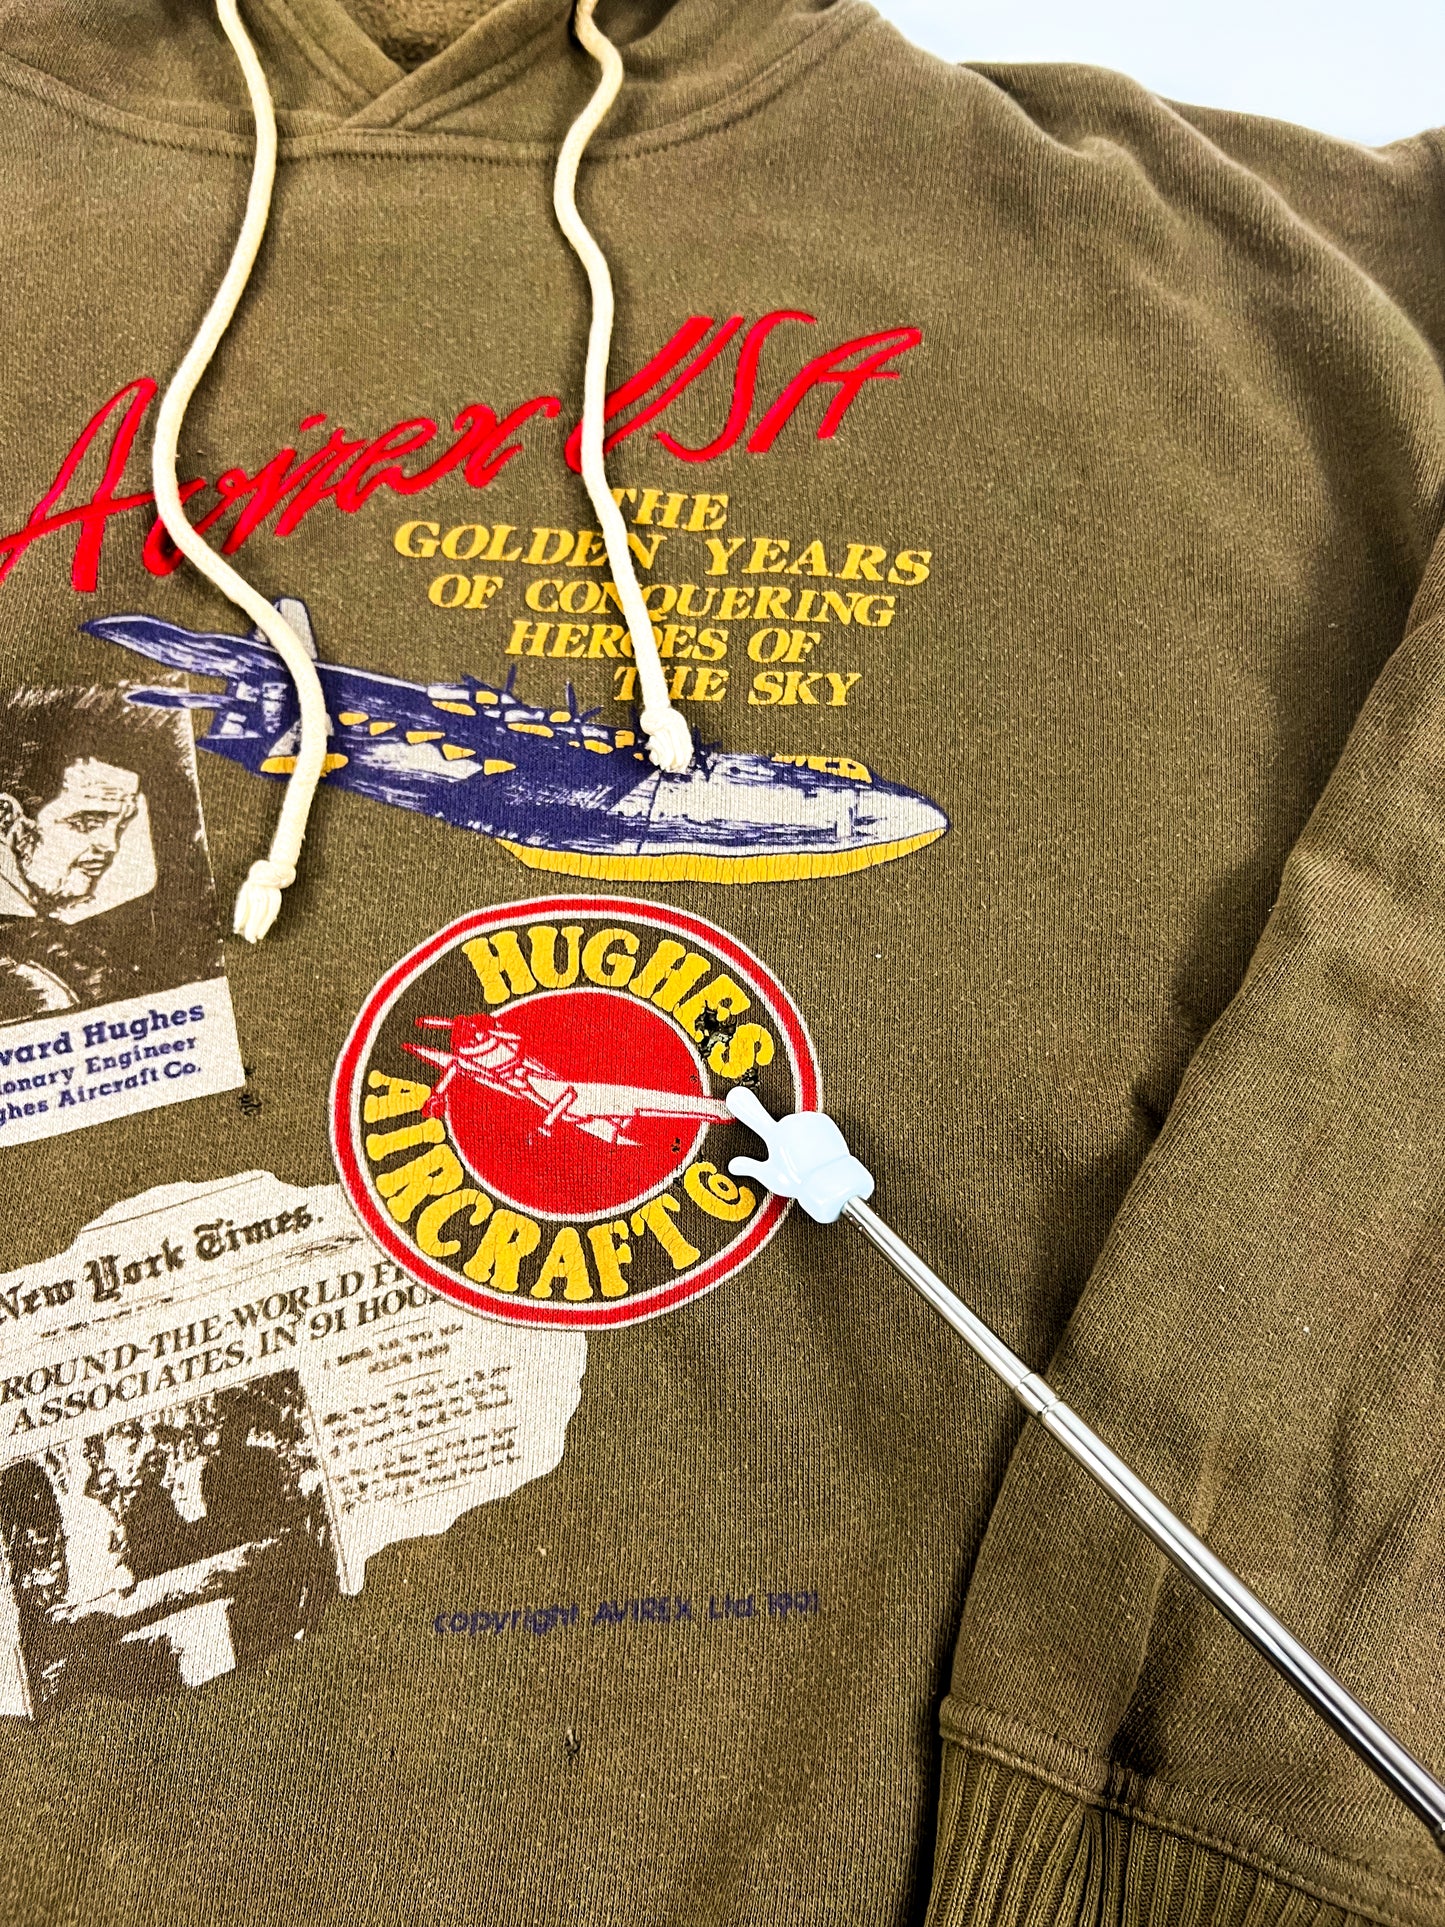 Avirex USA
THE
GOLDEN YEARS
OF CONQUERING
HEROES OF
THE SKY
ward Hughes
ionary Engineer
ghes Aircraft Co.
HUGHES
AIRCRAFT Co
New York Times.
ROUND-THE-WORLD F
ASSOCIATES, IN 91 HOU
copyright AVIREX Ltd. 1991